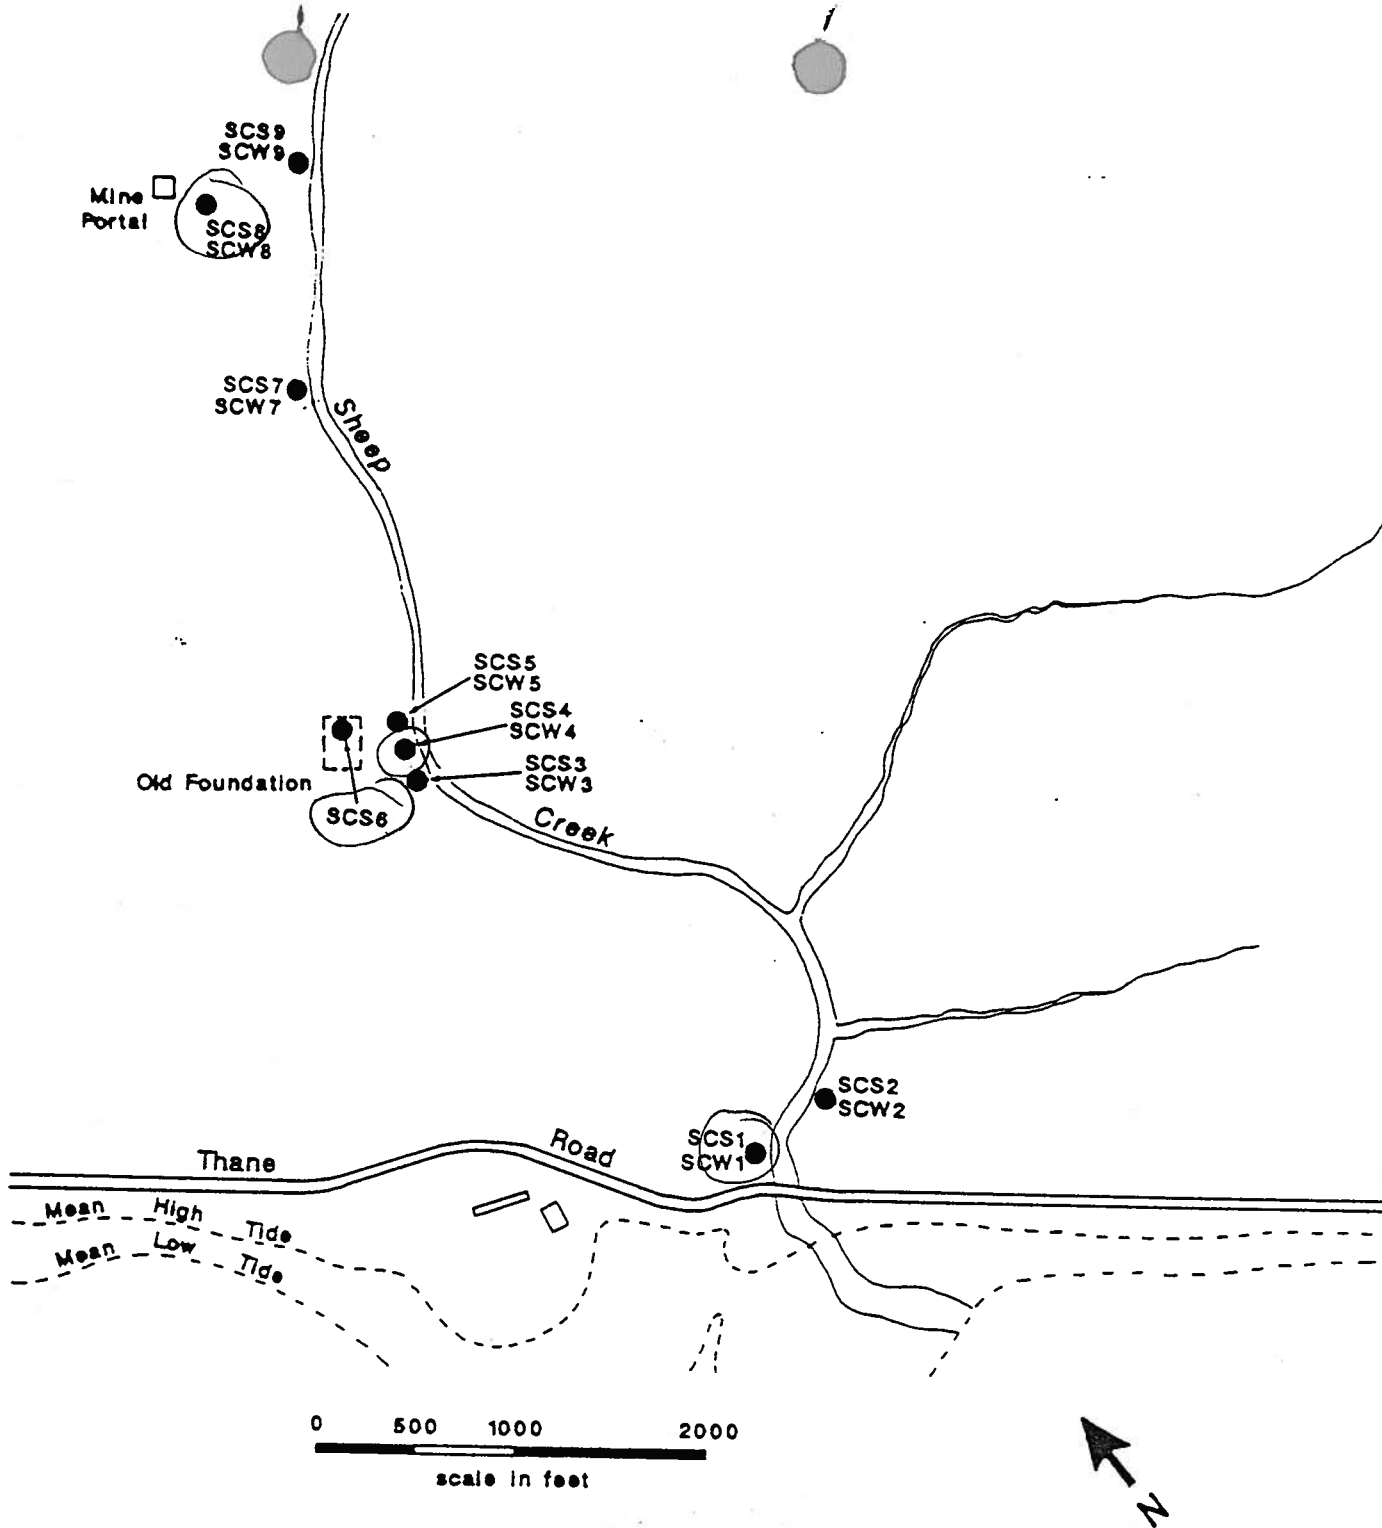 SCS9
SCW9
Mine
Portal
SCS8
SCW8
SCS7
SCW7
Sheep
SCS5
SCW5
SCS4
SCW4
SCS3
SCW3
Old Foundation
SCS6
Creek
SCS2
SCW2
SCS1
SCW1
Thane Road
Mean High Tide
Mean Low Tide
0 500 1000 2000
scale in feet
N